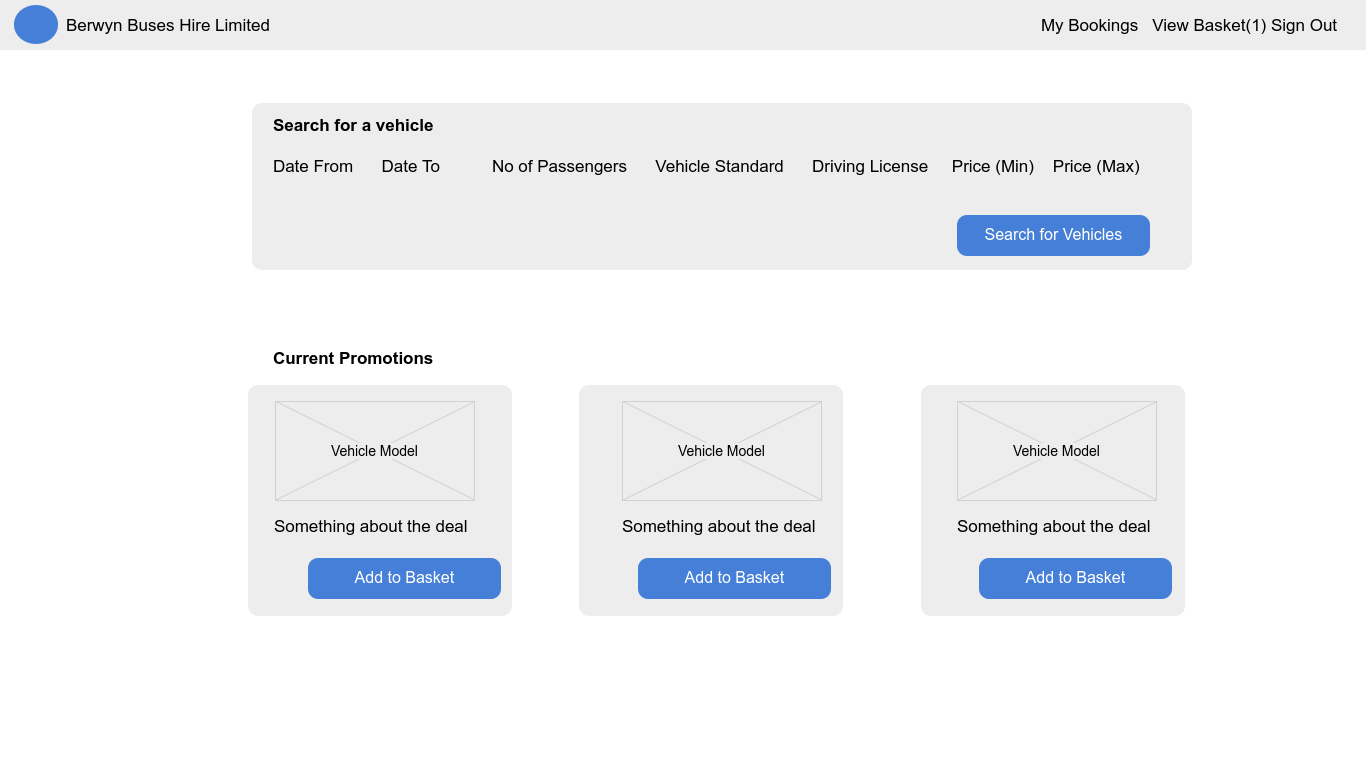 Berwyn Buses Hire Limited
My Bookings View Basket(1) Sign Out
Search for a vehicle
Date From Date To No of Passengers Vehicle Standard Driving License Price (Min) Price (Max)
Search for Vehicles
Current Promotions
Vehicle Model Vehicle Model Vehicle Model
Something about the deal Something about the deal Something about the deal
Add to Basket Add to Basket Add to Basket